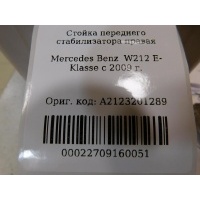 Стойка переднего
стабилизатора правая
Mercedes Benz W212 E-
Klasse с 2009 г.
Ориг. код: A2123201289
00022709160051